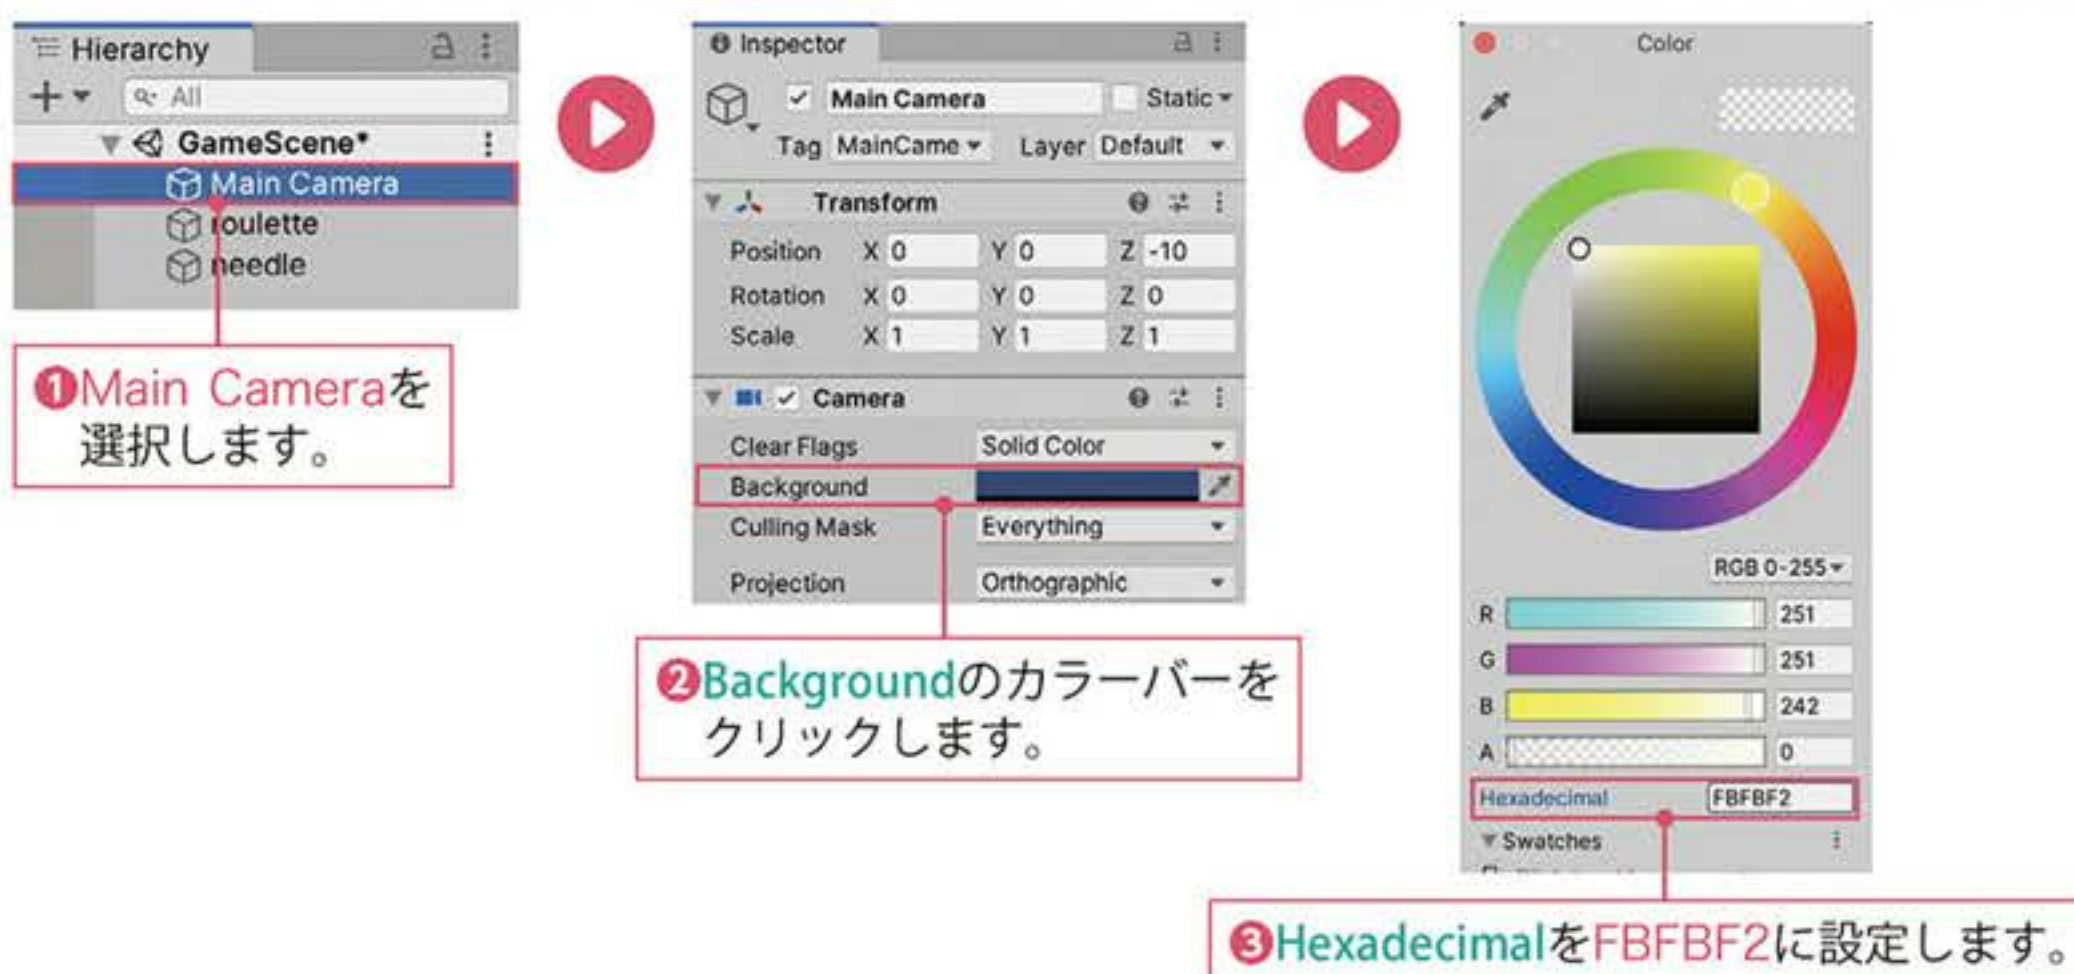 Hierarchy
All
GameScene*
Main Camera
roulette
needle
❶Main Cameraを
選択します。
Inspector
Main Camera Static
Tag MainCame Layer Default
Transform
Position X 0 Y 0 Z -10
Rotation X 0 Y 0 Z 0
Scale X 1 Y 1 Z 1
Camera
Clear Flags Solid Color
Background
Culling Mask Everything
Projection Orthographic
❷Backgroundのカラーバーを
クリックします。
Color
RGB 0-255
R 251
G 251
B 242
A 0
Hexadecimal FBFBF2
Swatches
❸HexadecimalをFBFBF2に設定します。